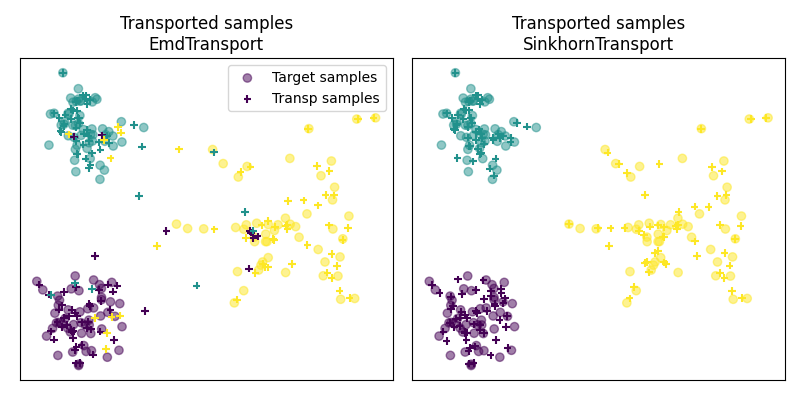 Transported samples
EmdTransport
Target samples
Transp samples
Transported samples
SinkhornTransport